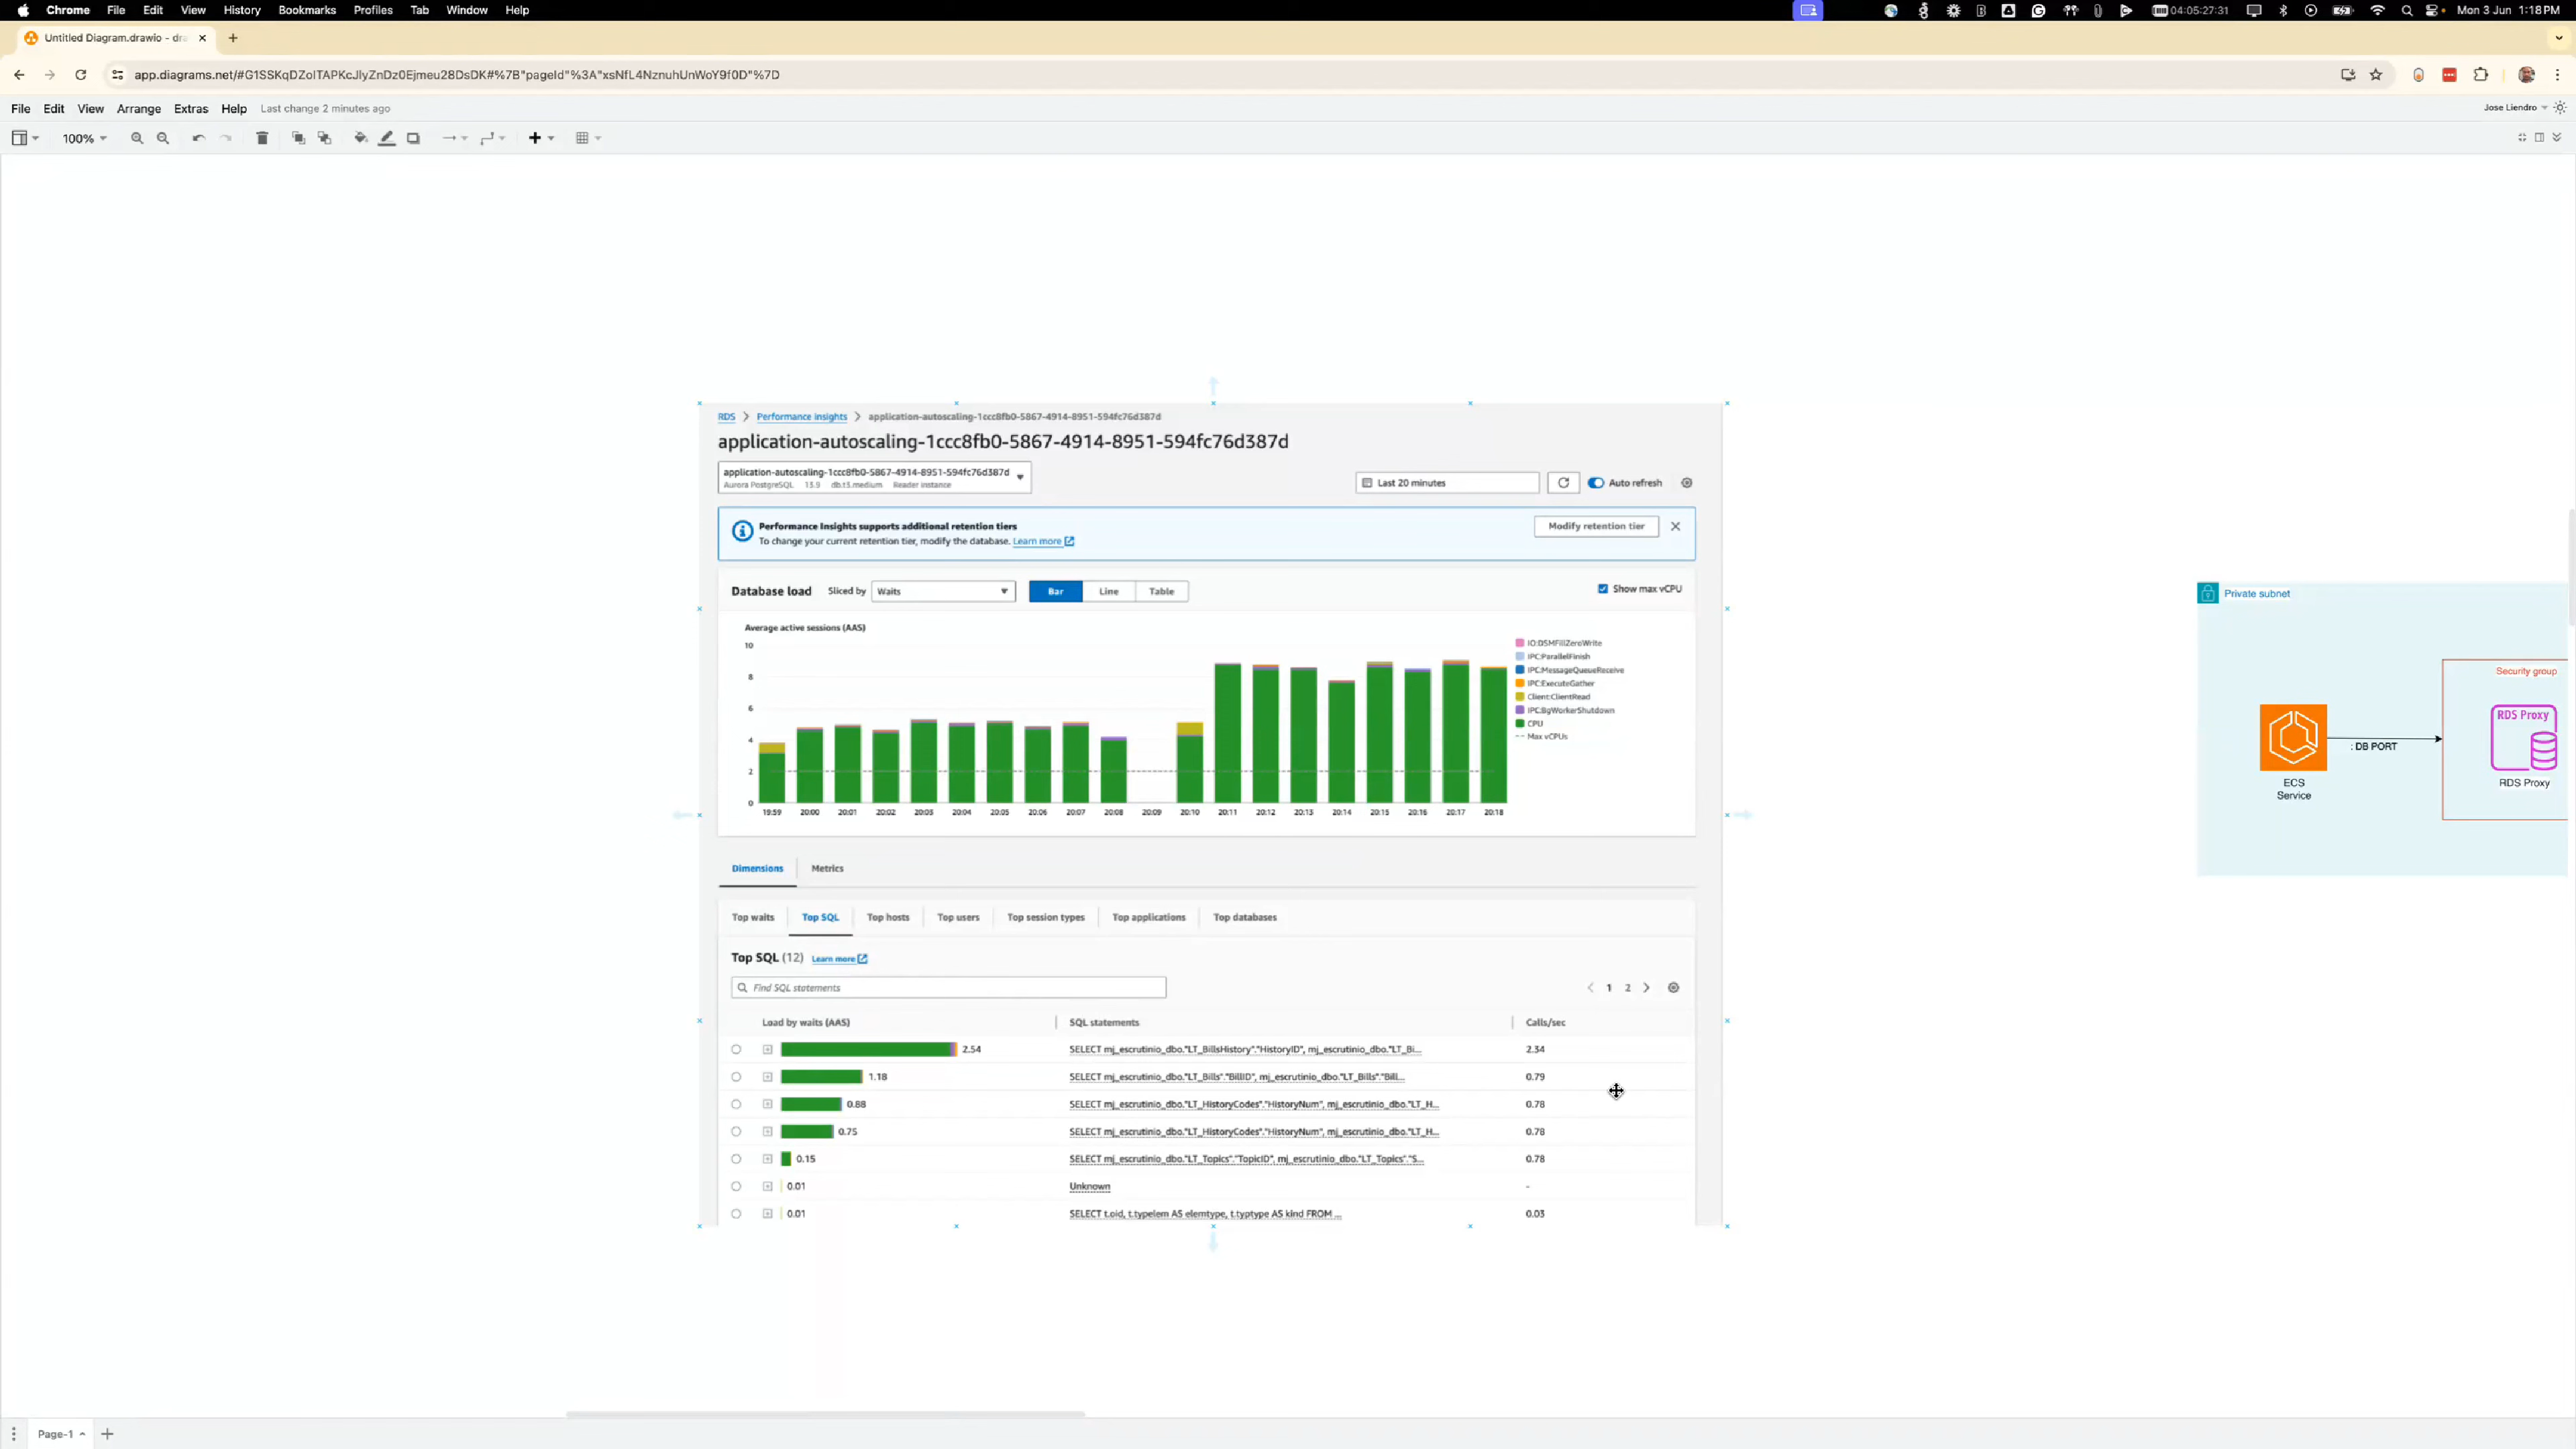 Chrome File Edit View History Bookmarks Profiles Tab Window Help
04:05:27:31
Mon 3 Jun 1:18 PM
Untitled Diagram.drawio - dra
app.diagrams.net/#G1SSKqDZolTAPKcJlyZnDz0Ejmeu28DsDK#%7B"pageId"%3A"xsNfL4NznuhUnWoY9f0D"%7D
File Edit View Arrange Extras Help Last change 2 minutes ago
Jose Liendro
100%
RDS > Performance Insights > application-autoscaling-1ccc8fb0-5867-4914-8951-594fc76d387d
application-autoscaling-1ccc8fb0-5867-4914-8951-594fc76d387d
application-autoscaling-1ccc8fb0-5867-4914-8951-594fc76d387d
Aurora PostgreSQL 13.9 db.t3.medium Reader instance
Last 20 minutes
Auto refresh
Performance Insights supports additional retention tiers
To change your current retention tier, modify the database. Learn more
Modify retention tier
Database load Sliced by Waits Bar Line Table
Show max vCPU
Average active sessions (AAS)
10
8
6
4
2
0
19:59 20:00 20:01 20:02 20:03 20:04 20:05 20:06 20:07 20:08 20:09 20:10 20:11 20:12 20:13 20:14 20:15 20:16 20:17 20:18
IO:DSMFillZeroWrite
IPC:ParallelFinish
IPC:MessageQueueReceive
IPC:ExecuteGather
Client:ClientRead
IPC:BgWorkerShutdown
CPU
Max vCPUs
Dimensions Metrics
Top waits Top SQL Top hosts Top users Top session types Top applications Top databases
Top SQL (12) Learn more
Find SQL statements
1 2
Load by waits (AAS) SQL statements Calls/sec
2.54 SELECT mj_escrutinio_dbo."LT_BillsHistory"."HistoryID", mj_escrutinio_dbo."LT_Bi... 2.34
1.18 SELECT mj_escrutinio_dbo."LT_Bills"."BillID", mj_escrutinio_dbo."LT_Bills"."Bill... 0.79
0.88 SELECT mj_escrutinio_dbo."LT_HistoryCodes"."HistoryNum", mj_escrutinio_dbo."LT_H... 0.78
0.75 SELECT mj_escrutinio_dbo."LT_HistoryCodes"."HistoryNum", mj_escrutinio_dbo."LT_H... 0.78
0.15 SELECT mj_escrutinio_dbo."LT_Topics"."TopicID", mj_escrutinio_dbo."LT_Topics"."S... 0.78
0.01 Unknown -
0.01 SELECT t.oid, t.typelem AS elemtype, t.typtype AS kind FROM ... 0.03
Private subnet
Security group
RDS Proxy
: DB PORT
ECS
Service
RDS Proxy
Page-1